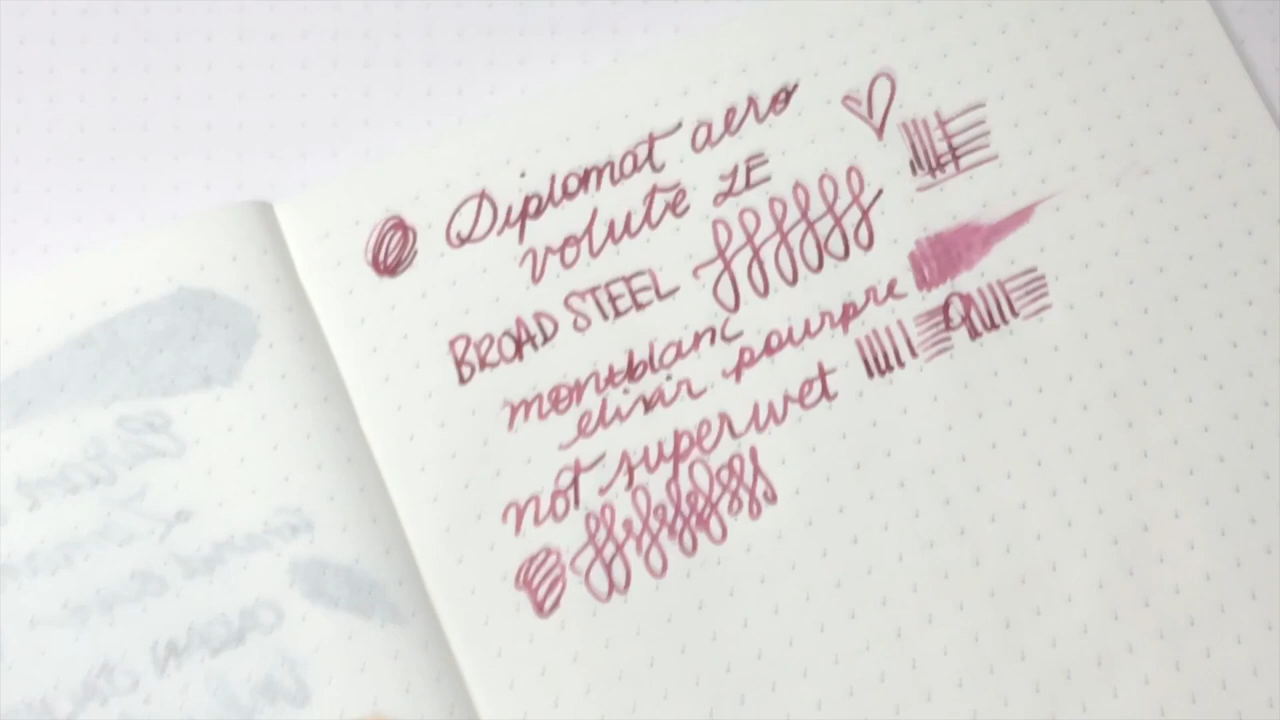 Diplomat aero
volute LE
BROAD STEEL
montblanc
elixir pourpre
not superwet